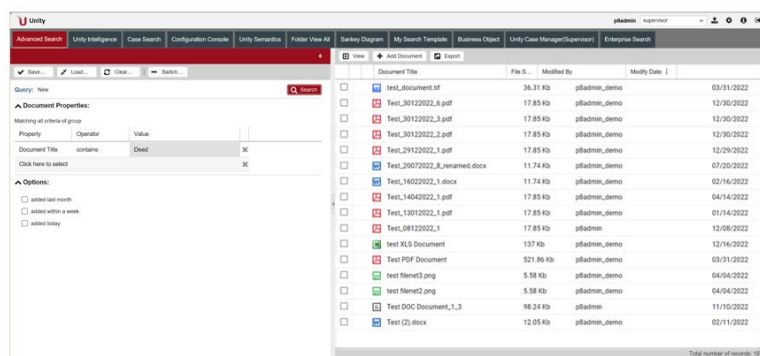 Unity
p8admin supervisor
Advanced Search Unity Intelligence Case Search Configuration Console Unity Semantics Folder View All Sankey Diagram My Search Template Business Object Unity Case Manager(Supervisor) Enterprise Search
View Add Document Export
Save... Load... Clear... Switch...
Query: New Search
Document Properties:
Matching all criteria of group
Property Operator Value
Document Title contains Deed
Click here to select
Options:
added last month
added within a week
added today
Document Title File S... Modified By Modify Date
test_document.tif 36.31 Kb p8admin_demo 03/31/2022
Test_30122022_6.pdf 17.85 Kb p8admin_demo 12/30/2022
Test_30122022_3.pdf 17.85 Kb p8admin_demo 12/30/2022
Test_30122022_2.pdf 17.85 Kb p8admin_demo 12/30/2022
Test_29122022_1.pdf 17.85 Kb p8admin_demo 12/29/2022
Test_20072022_8_renamed.docx 11.74 Kb p8admin_demo 07/20/2022
Test_16022022_1.docx 11.74 Kb p8admin_demo 02/16/2022
Test_14042022_1.pdf 17.85 Kb p8admin_demo 04/14/2022
Test_13012022_1.pdf 17.85 Kb p8admin_demo 01/14/2022
Test_08122022_1 17.85 Kb p8admin 12/08/2022
test XLS Document 137 Kb p8admin_demo 12/16/2022
Test PDF Document 521.86 Kb p8admin_demo 03/31/2022
test filenet3.png 5.58 Kb p8admin_demo 04/04/2022
test filenet2.png 5.58 Kb p8admin_demo 04/04/2022
Test DOC Document_1_3 98.24 Kb p8admin 11/10/2022
Test (2).docx 12.05 Kb p8admin_demo 02/11/2022
Total number of records: